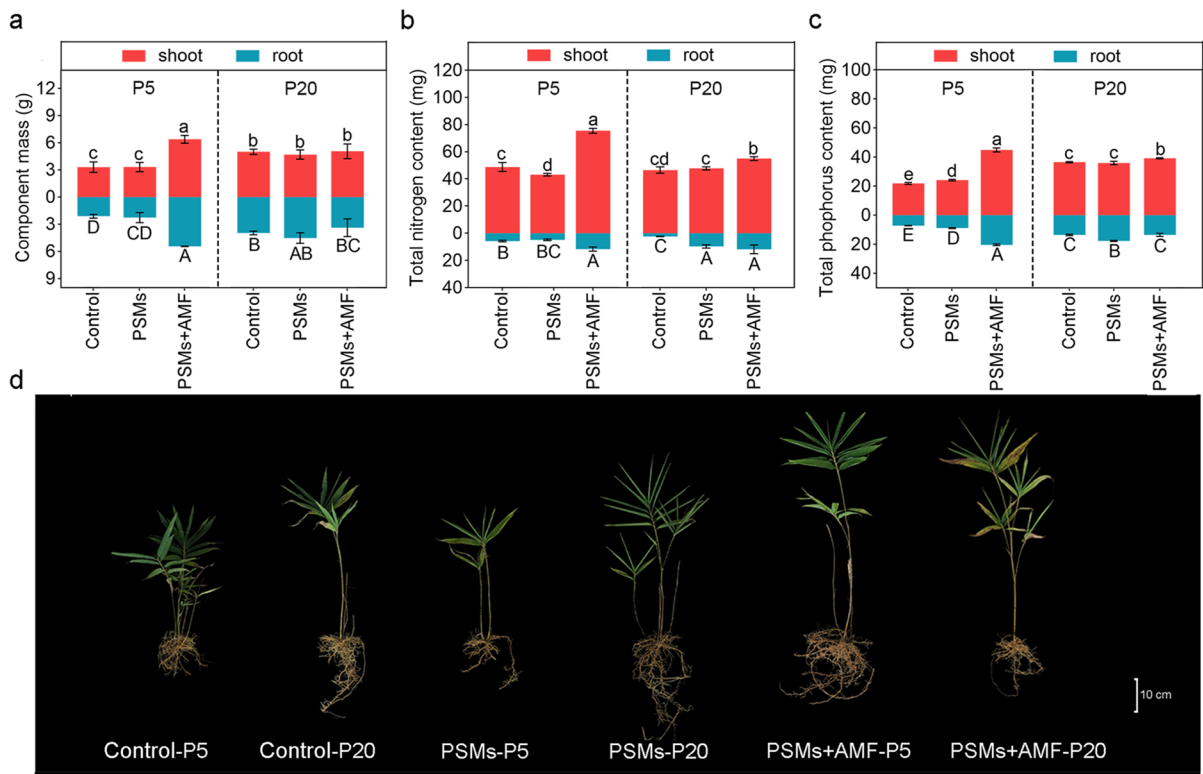 a
shoot root
P5 P20
Component mass (g)
12
9
6
3
0
3
6
9
c c a b b b
D CD A B AB BC
Control PSMs PSMs+AMF Control PSMs PSMs+AMF
b
shoot root
P5 P20
Total nitrogen content (mg)
120
100
80
60
40
20
0
20
40
c d a cd c b
B BC A C A A
Control PSMs PSMs+AMF Control PSMs PSMs+AMF
c
shoot root
P5 P20
Total phophorus content (mg)
100
80
60
40
20
0
20
40
e d a c c b
E D A C B C
Control PSMs PSMs+AMF Control PSMs PSMs+AMF
d
10 cm
Control-P5 Control-P20 PSMs-P5 PSMs-P20 PSMs+AMF-P5 PSMs+AMF-P20